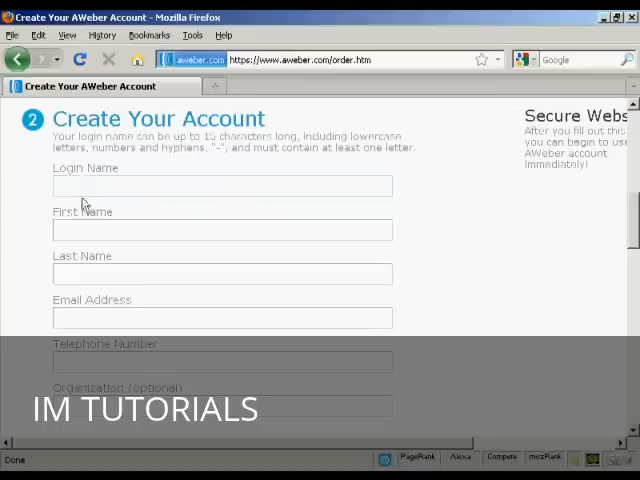 Create Your AWeber Account - Mozilla Firefox
File Edit View History Bookmarks Tools Help
aweber.com https://www.aweber.com/order.htm Google
Create Your AWeber Account
2 Create Your Account
Your login name can be up to 15 characters long, including lowercase
letters, numbers and hyphens, "-", and must contain at least one letter.
Login Name
First Name
Last Name
Email Address
Telephone Number
Organization (optional)
Secure Webs
After you fill out this
you can begin to use
AWeber account
immediately!
IM TUTORIALS
Done PageRank Alexa Compete mozRank